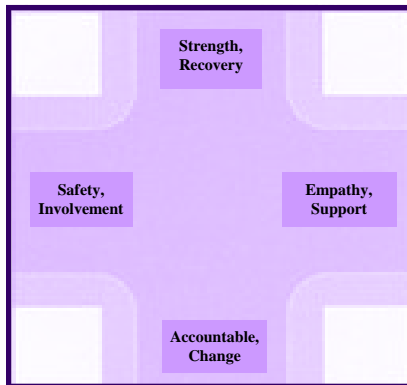 Strength,
Recovery
Safety,
Involvement
Empathy,
Support
Accountable,
Change